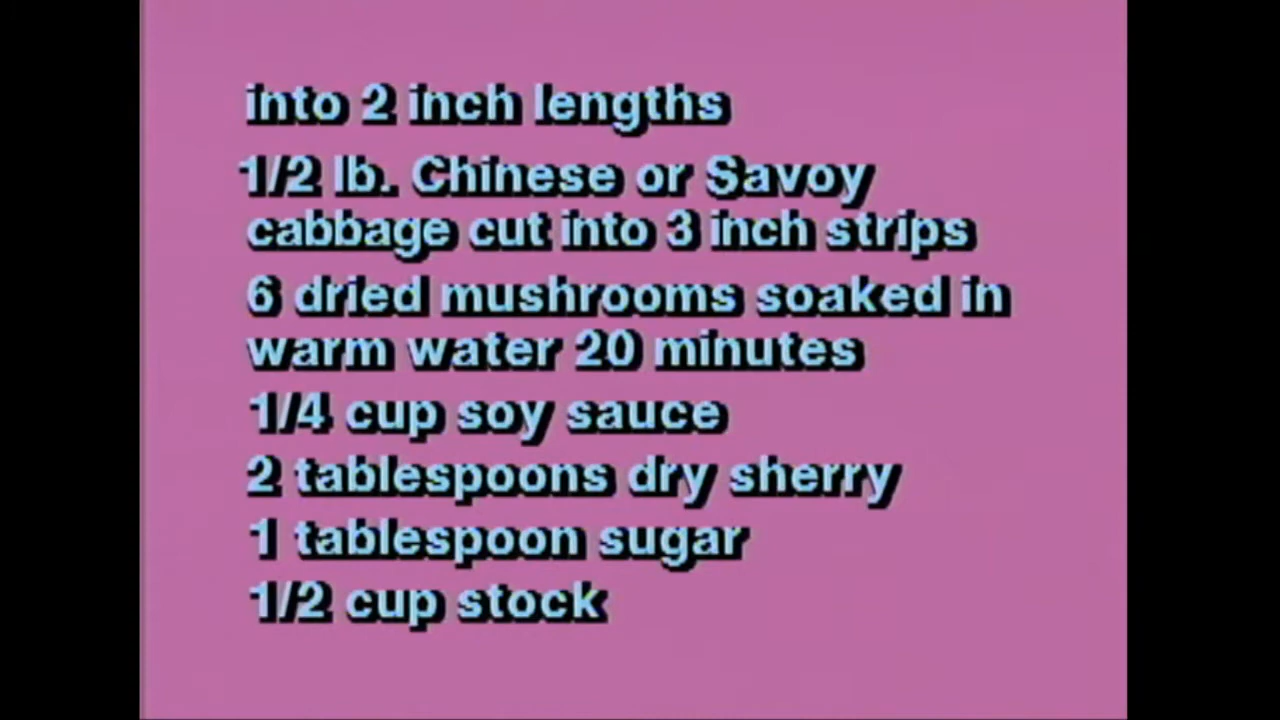 into 2 inch lengths
1/2 lb. Chinese or Savoy
cabbage cut into 3 inch strips
6 dried mushrooms soaked in
warm water 20 minutes
1/4 cup soy sauce
2 tablespoons dry sherry
1 tablespoon sugar
1/2 cup stock